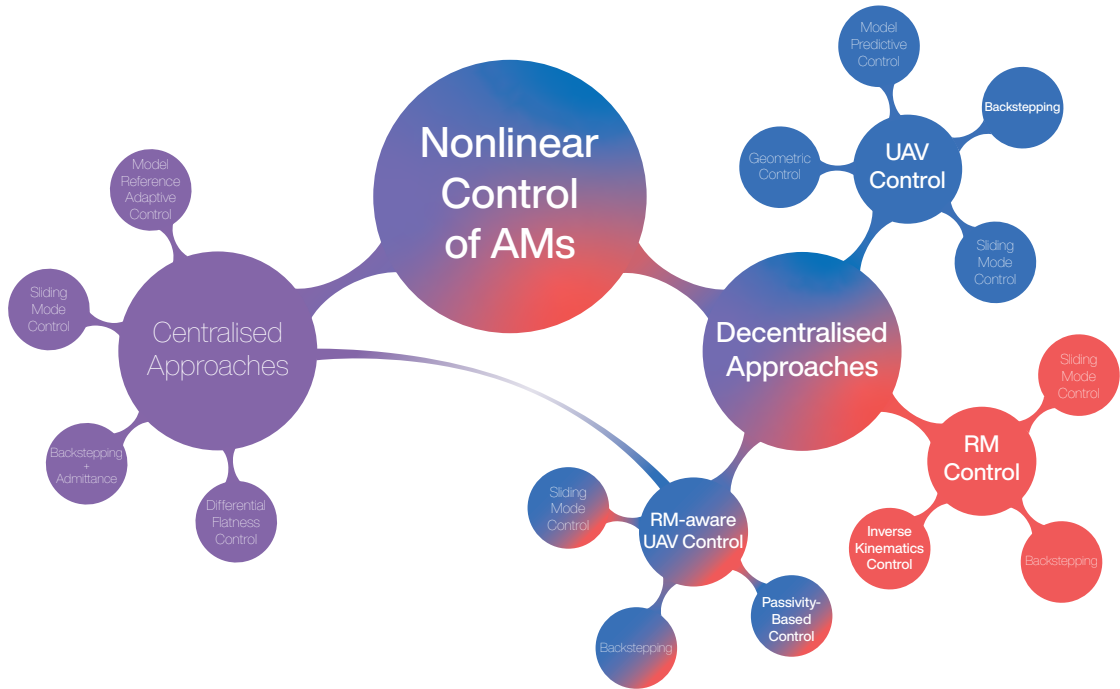 Nonlinear
Control
of AMs
Centralised
Approaches
Model
Reference
Adaptive
Control
Sliding
Mode
Control
Backstepping
+
Admittance
Differential
Flatness
Control
Decentralised
Approaches
UAV
Control
Model
Predictive
Control
Backstepping
Geometric
Control
Sliding
Mode
Control
RM
Control
Sliding
Mode
Control
Inverse
Kinematics
Control
Backstepping
RM-aware
UAV Control
Sliding
Mode
Control
Passivity-
Based
Control
Backstepping